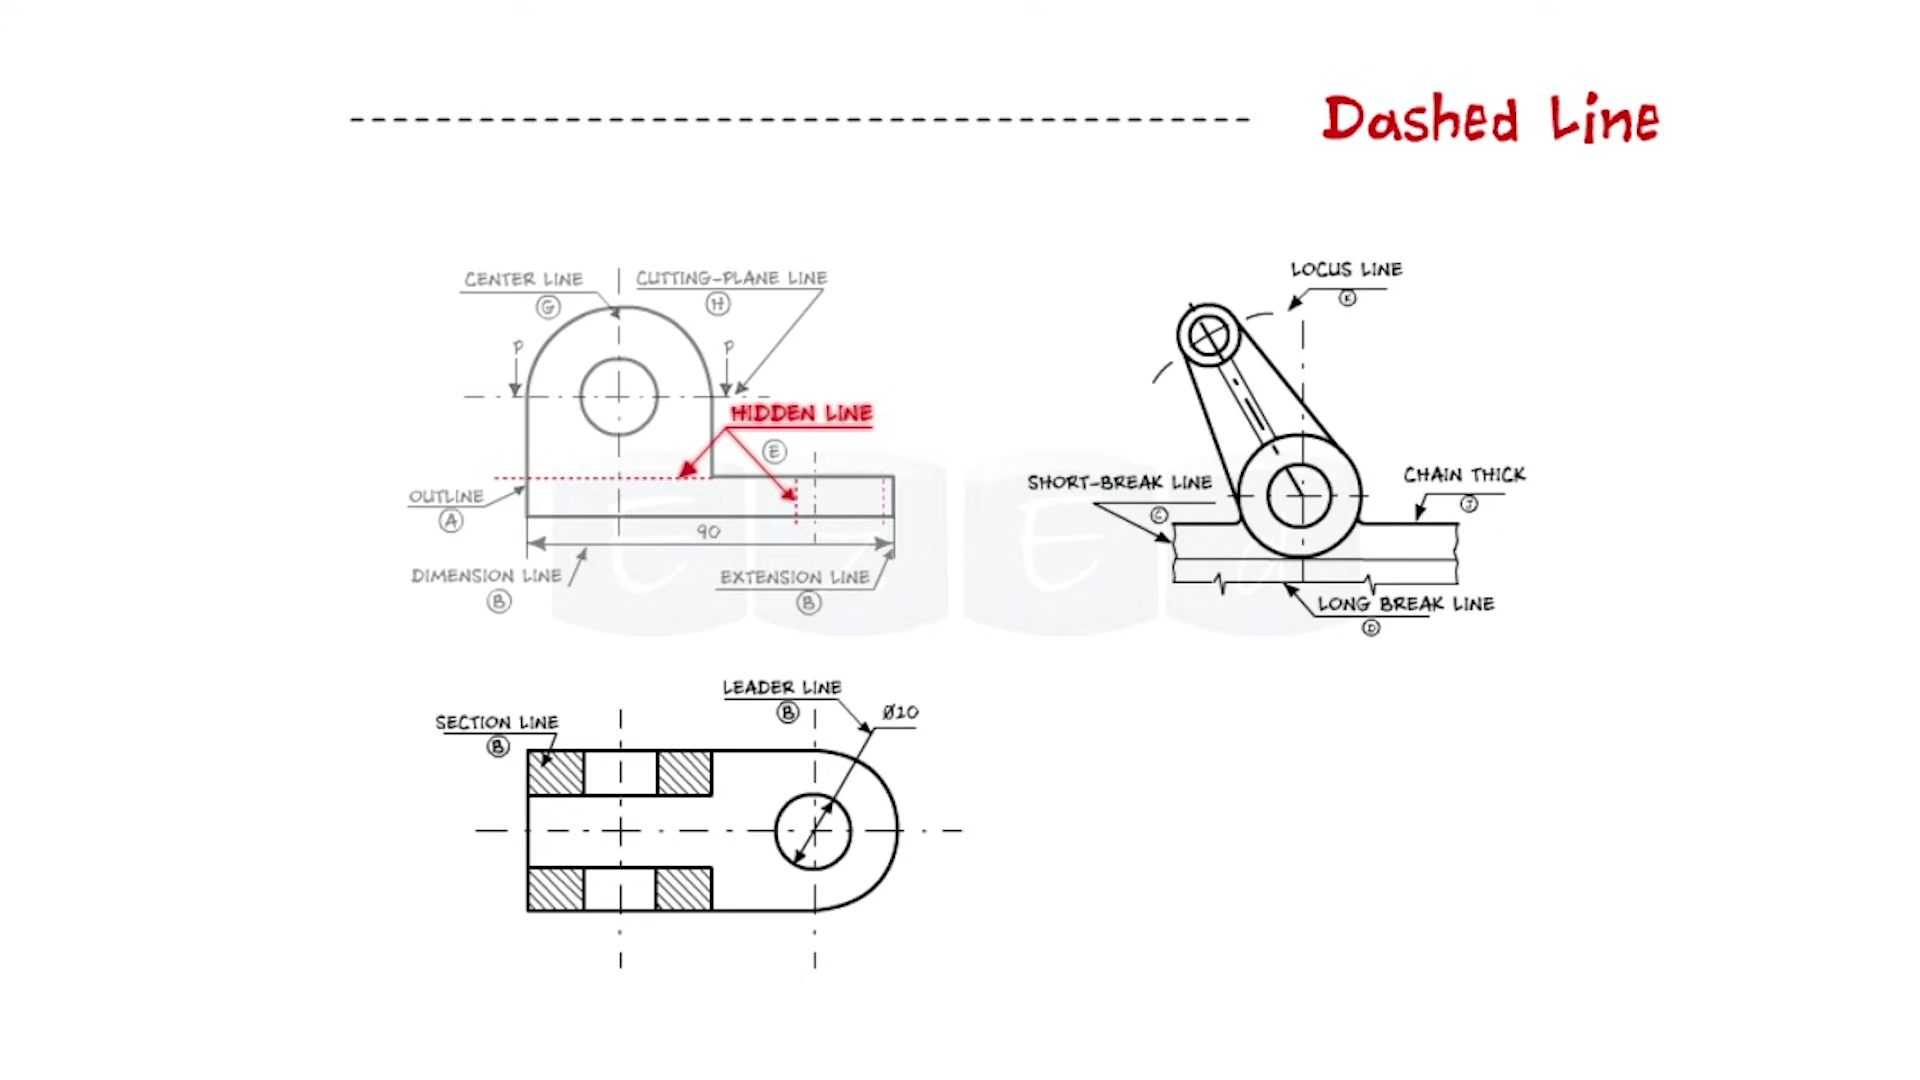 Dashed Line
CENTER LINE
G
CUTTING-PLANE LINE
H
P
P
HIDDEN LINE
E
OUTLINE
A
90
DIMENSION LINE
B
EXTENSION LINE
B
LOCUS LINE
K
SHORT-BREAK LINE
C
CHAIN THICK
J
LONG BREAK LINE
D
LEADER LINE
B
Ø20
SECTION LINE
B